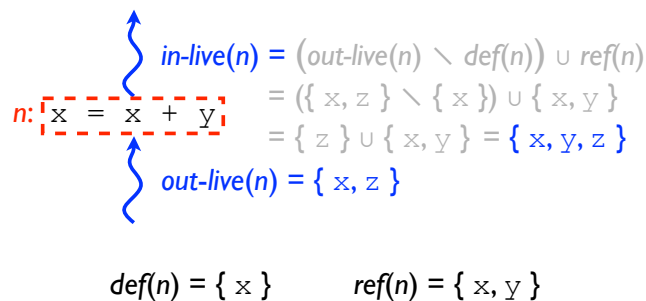 in-live(n) = (out-live(n) \ def(n)) ∪ ref(n)
= ({ x, z } \ { x }) ∪ { x, y }
n: x = x + y
= { z } ∪ { x, y } = { x, y, z }
out-live(n) = { x, z }
def(n) = { x } ref(n) = { x, y }